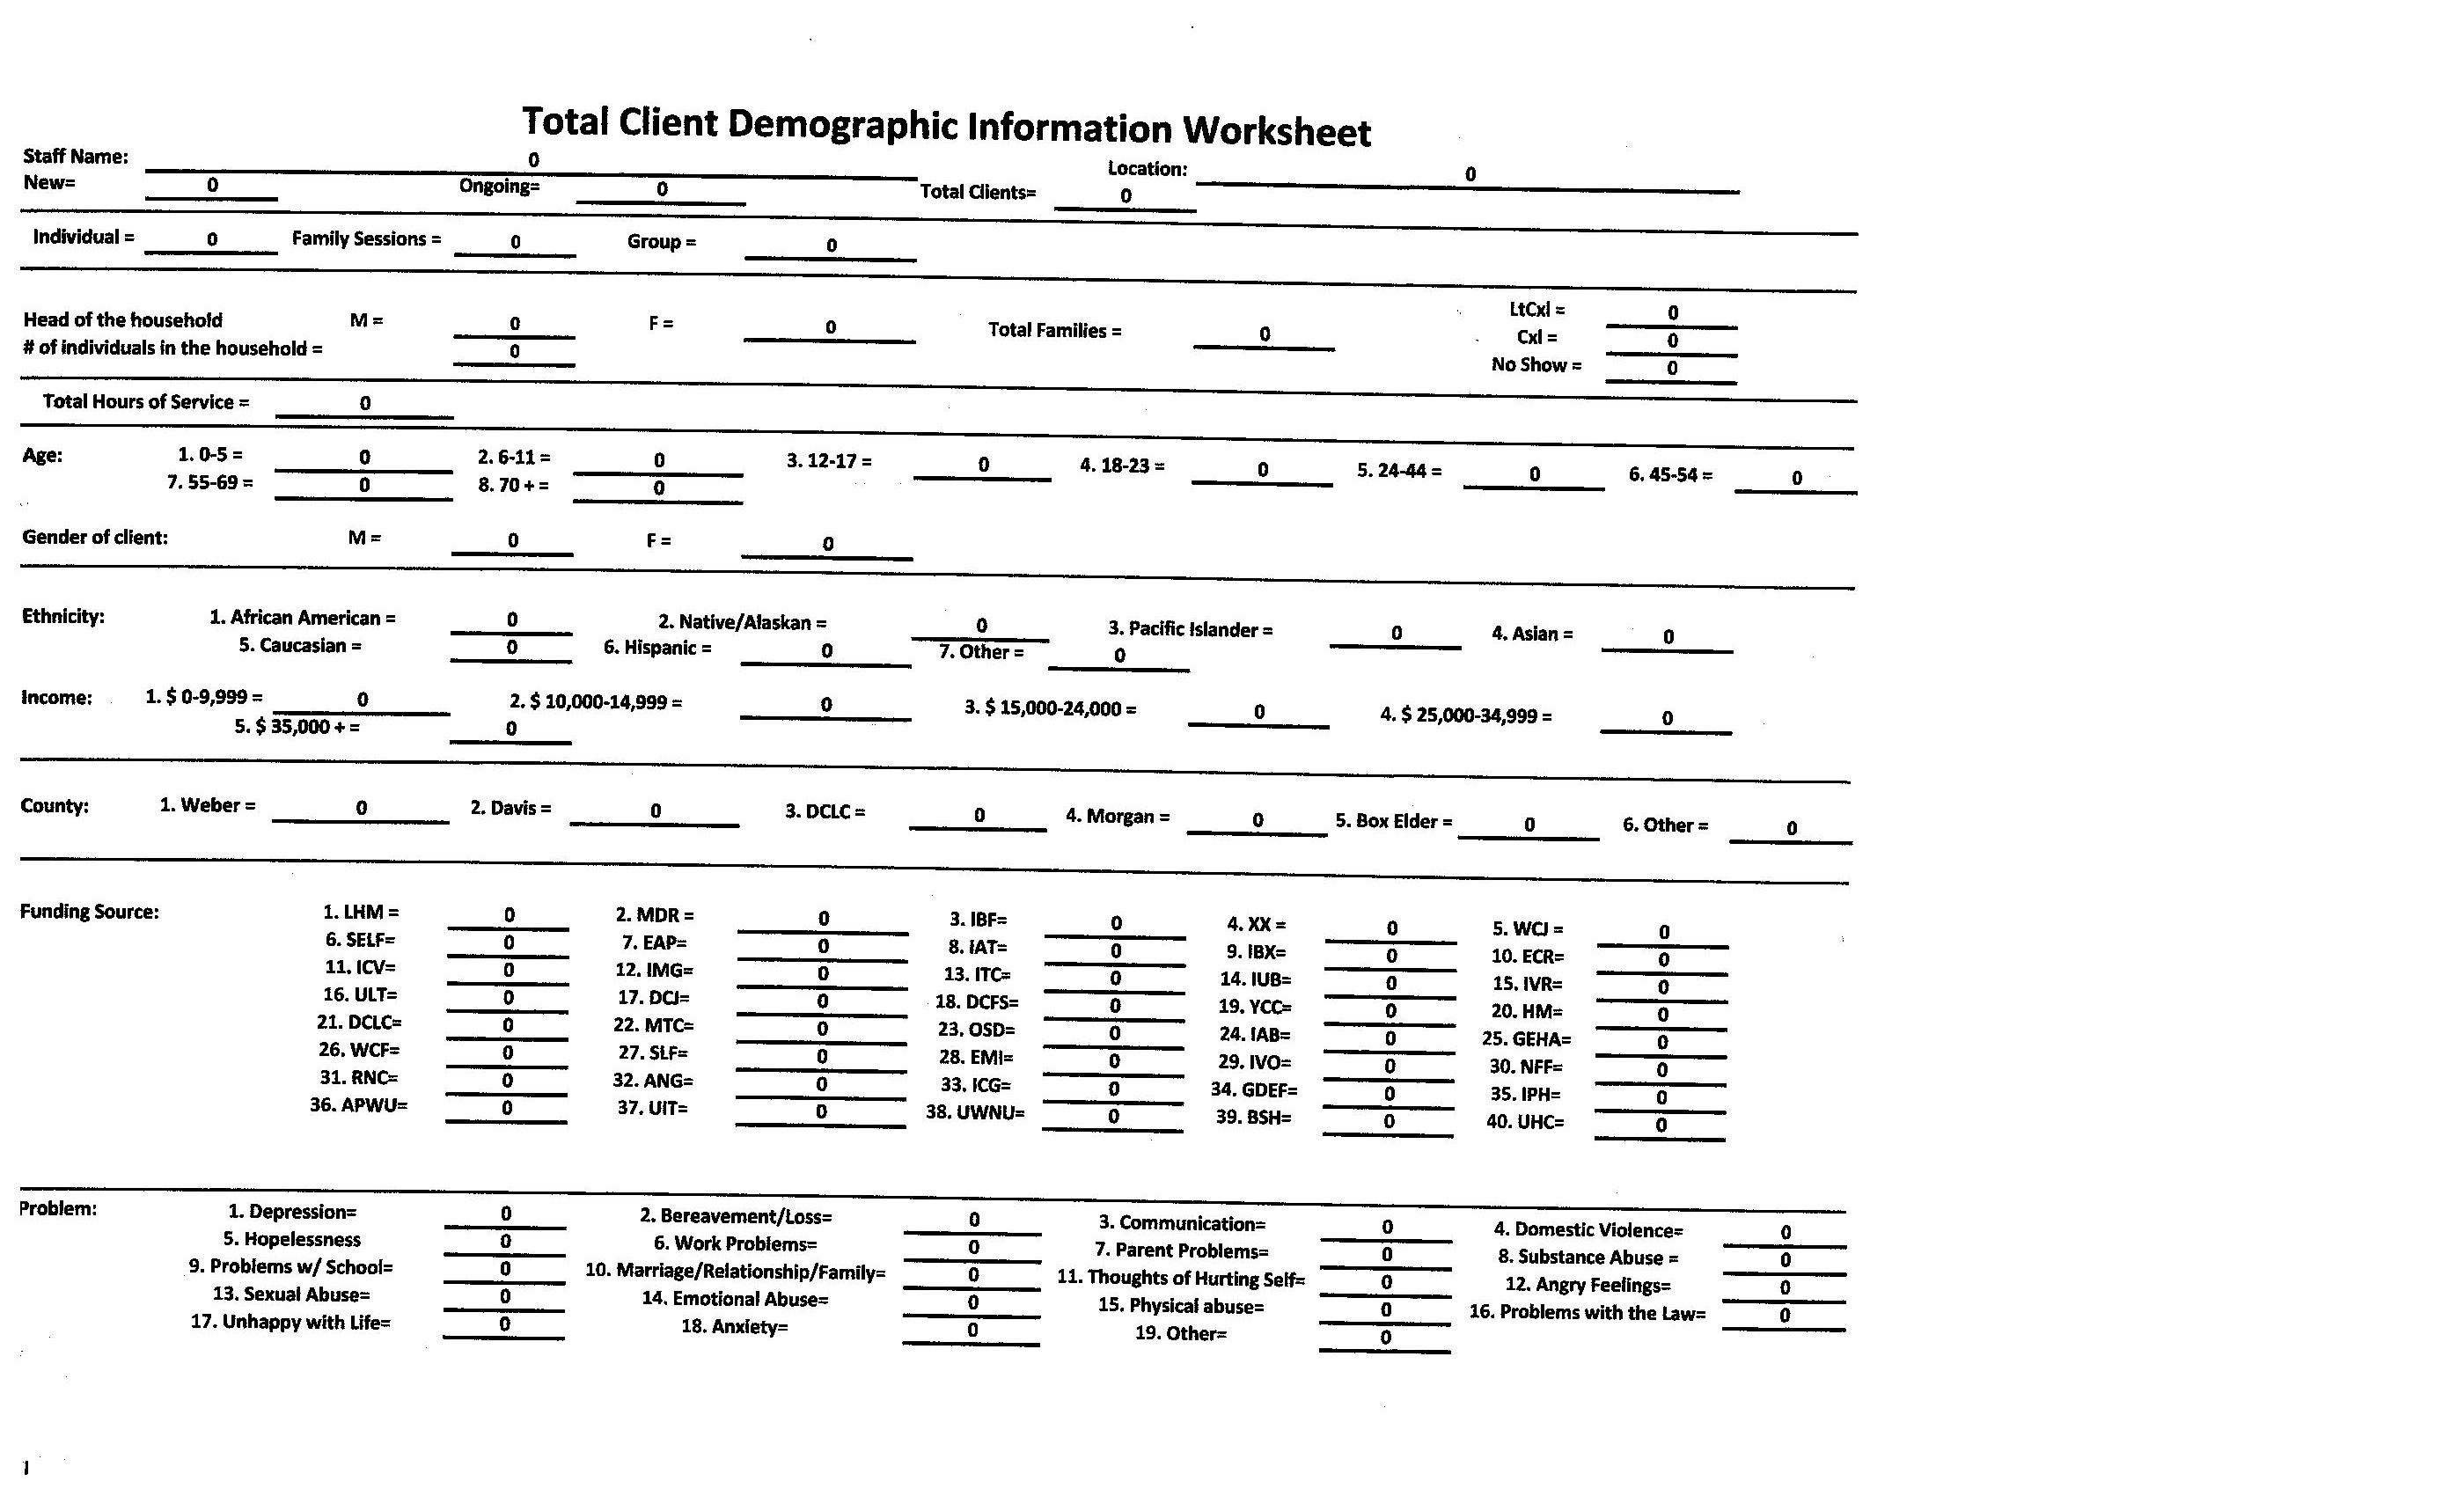 Total Client Demographic Information Worksheet
Staff Name: 0 Location: 0
New= 0 Ongoing= 0 Total Clients= 0
Individual = 0 Family Sessions = 0 Group = 0
LtCxl = 0
Head of the household M = 0 F = 0 Total Families = 0 Cxl = 0
# of individuals in the household = 0 No Show = 0
Total Hours of Service = 0
Age: 1. 0-5 = 0 2. 6-11 = 0 3. 12-17 = 0 4. 18-23 = 0 5. 24-44 = 0 6. 45-54 = 0
7. 55-69 = 0 8. 70 + = 0
Gender of client: M = 0 F = 0
Ethnicity: 1. African American = 0 2. Native/Alaskan = 0 3. Pacific Islander = 0 4. Asian = 0
5. Caucasian = 0 6. Hispanic = 0 7. Other = 0
Income: 1. $ 0-9,999 = 0 2. $ 10,000-14,999 = 0 3. $ 15,000-24,000 = 0 4. $ 25,000-34,999 = 0
5. $ 35,000 + = 0
County: 1. Weber = 0 2. Davis = 0 3. DCLC = 0 4. Morgan = 0 5. Box Elder = 0 6. Other = 0
Funding Source: 1. LHM = 0 2. MDR = 0 3. IBF= 0 4. XX = 0 5. WCJ = 0
6. SELF= 0 7. EAP= 0 8. IAT= 0 9. IBX= 0 10. ECR= 0
11. ICV= 0 12. IMG= 0 13. ITC= 0 14. IUB= 0 15. IVR= 0
16. ULT= 0 17. DCJ= 0 18. DCFS= 0 19. YCC= 0 20. HM= 0
21. DCLC= 0 22. MTC= 0 23. OSD= 0 24. IAB= 0 25. GEHA= 0
26. WCF= 0 27. SLF= 0 28. EMI= 0 29. IVO= 0 30. NFF= 0
31. RNC= 0 32. ANG= 0 33. ICG= 0 34. GDEF= 0 35. IPH= 0
36. APWU= 0 37. UIT= 0 38. UWNU= 0 39. BSH= 0 40. UHC= 0
Problem: 1. Depression= 0 2. Bereavement/Loss= 0 3. Communication= 0 4. Domestic Violence= 0
5. Hopelessness 0 6. Work Problems= 0 7. Parent Problems= 0 8. Substance Abuse = 0
9. Problems w/ School= 0 10. Marriage/Relationship/Family= 0 11. Thoughts of Hurting Self= 0 12. Angry Feelings= 0
13. Sexual Abuse= 0 14. Emotional Abuse= 0 15. Physical abuse= 0 16. Problems with the Law= 0
17. Unhappy with Life= 0 18. Anxiety= 0 19. Other= 0